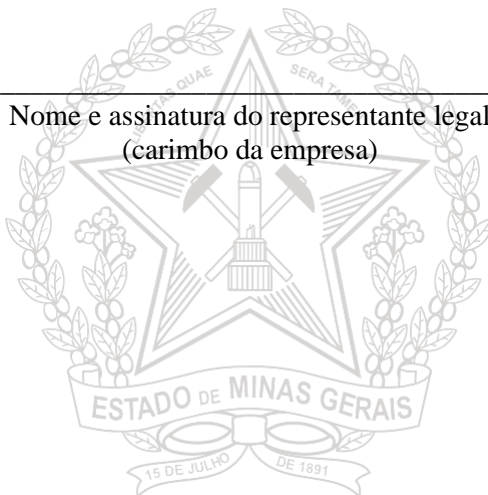 Nome e assinatura do representante legal
(carimbo da empresa)
LIBERTAS QUAE SERA TAMEN
ESTADO DE MINAS GERAIS
15 DE JULHO DE 1891